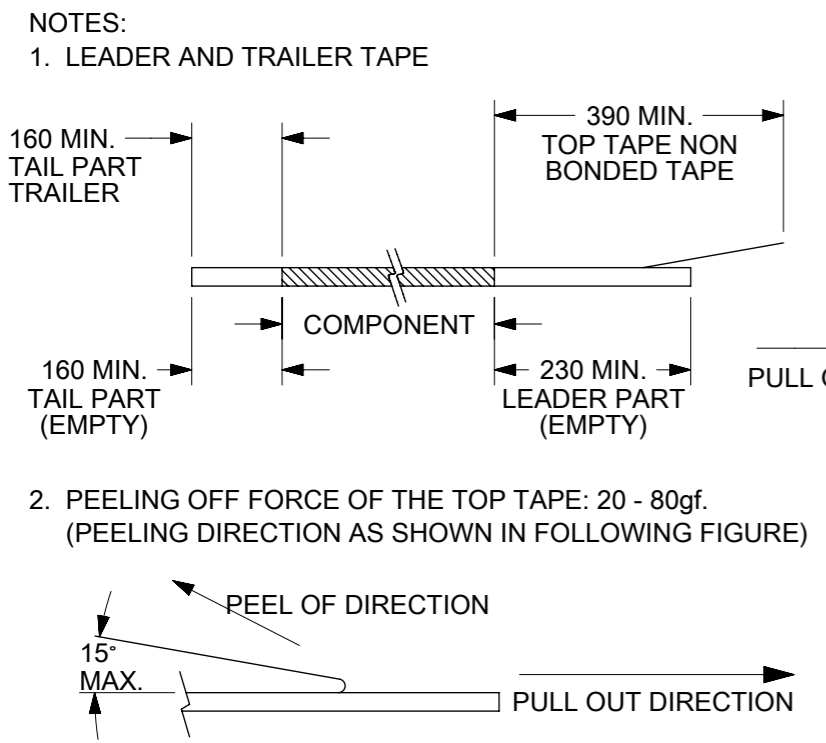 NOTES:
1. LEADER AND TRAILER TAPE
160 MIN.
TAIL PART
TRAILER
390 MIN.
TOP TAPE NON
BONDED TAPE
COMPONENT
160 MIN.
TAIL PART
(EMPTY)
230 MIN.
LEADER PART
(EMPTY)
PULL
2. PEELING OFF FORCE OF THE TOP TAPE: 20 - 80gf.
(PEELING DIRECTION AS SHOWN IN FOLLOWING FIGURE)
PEEL OF DIRECTION
15°
MAX.
PULL OUT DIRECTION